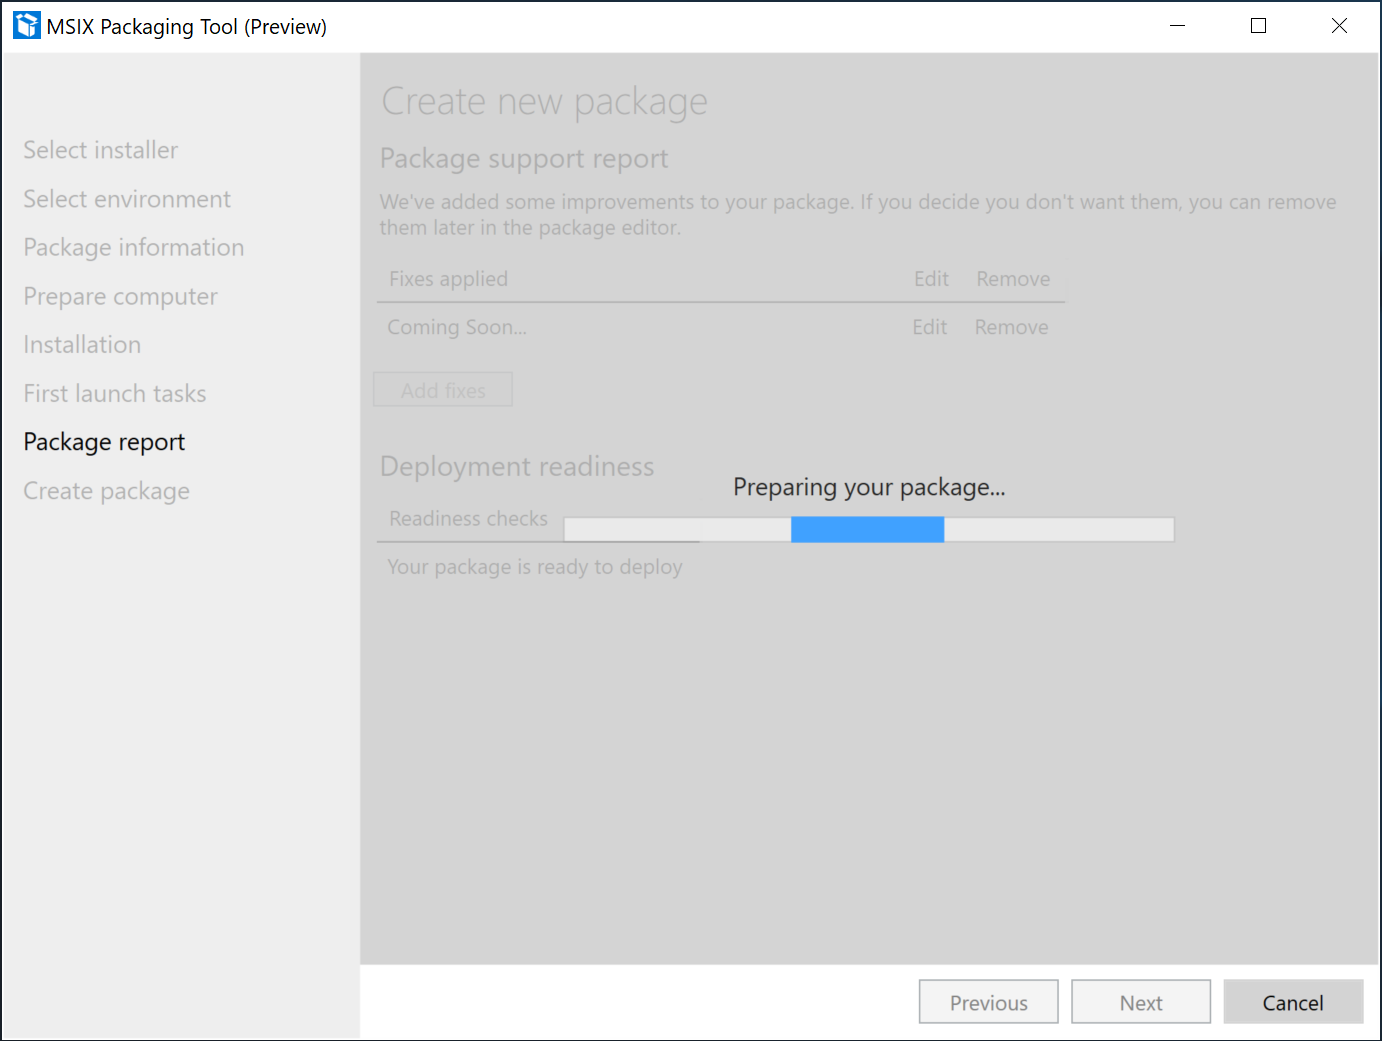 MSIX Packaging Tool (Preview)
Select installer
Select environment
Package information
Prepare computer
Installation
First launch tasks
Package report
Create package
Create new package
Package support report
We've added some improvements to your package. If you decide you don't want them, you can remove
them later in the package editor.
Fixes applied Edit Remove
Coming Soon... Edit Remove
Add fixes
Deployment readiness
Preparing your package...
Readiness checks
Your package is ready to deploy
Previous Next Cancel